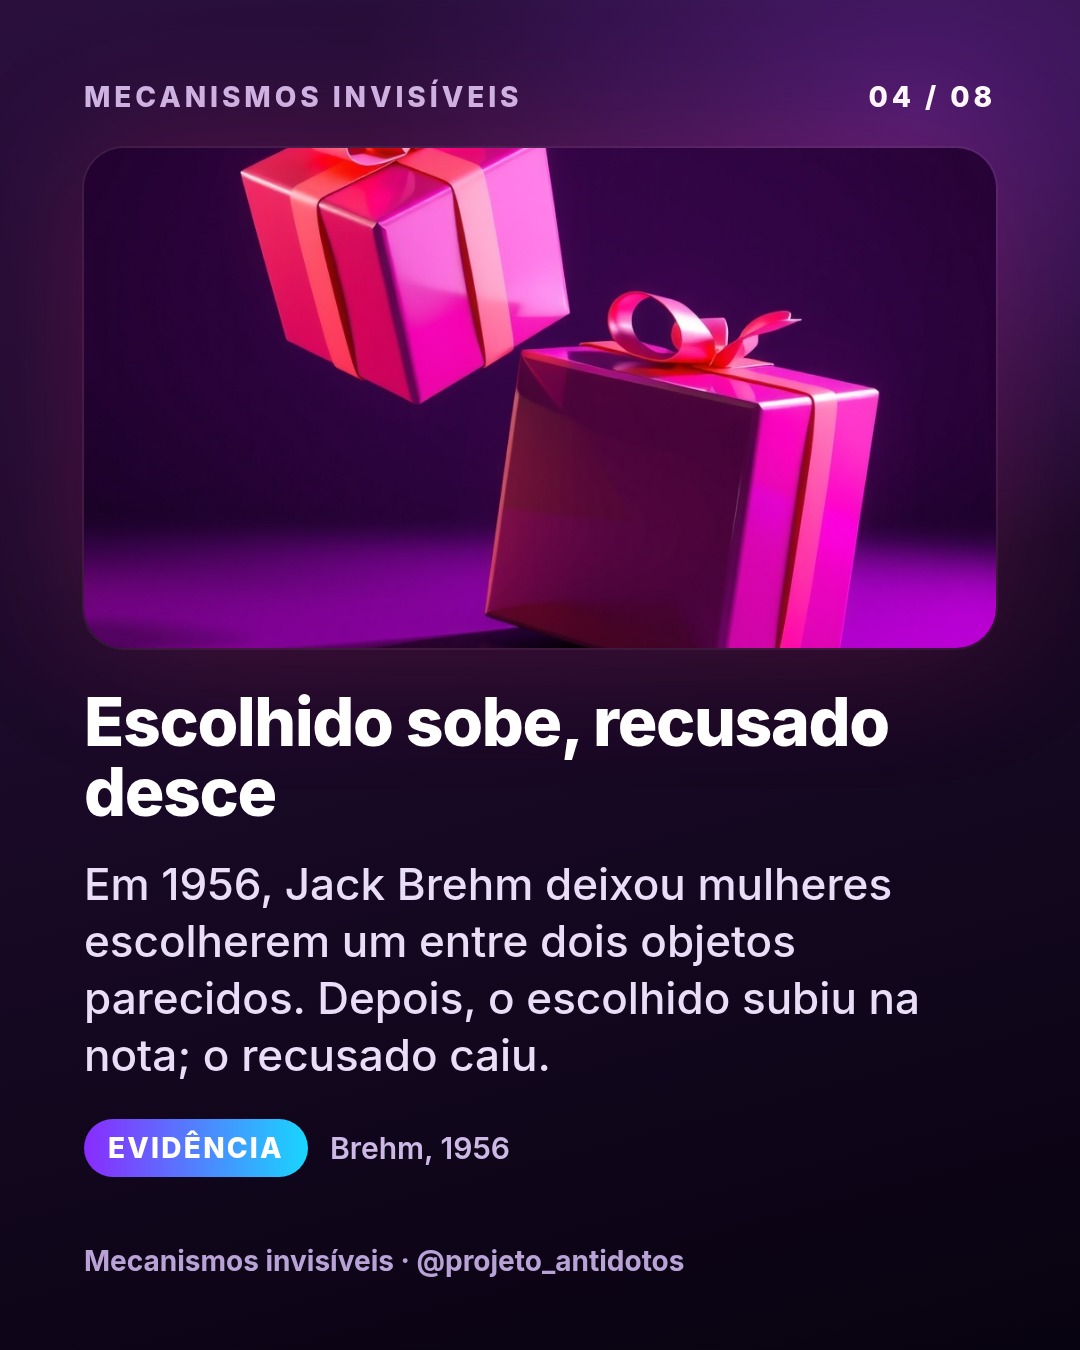 MECANISMOS INVISÍVEIS
04 / 08
Escolhido sobe, recusado
desce
Em 1956, Jack Brehm deixou mulheres
escolherem um entre dois objetos
parecidos. Depois, o escolhido subiu na
nota; o recusado caiu.
EVIDÊNCIA
Brehm, 1956
Mecanismos invisíveis · @projeto_antidotos